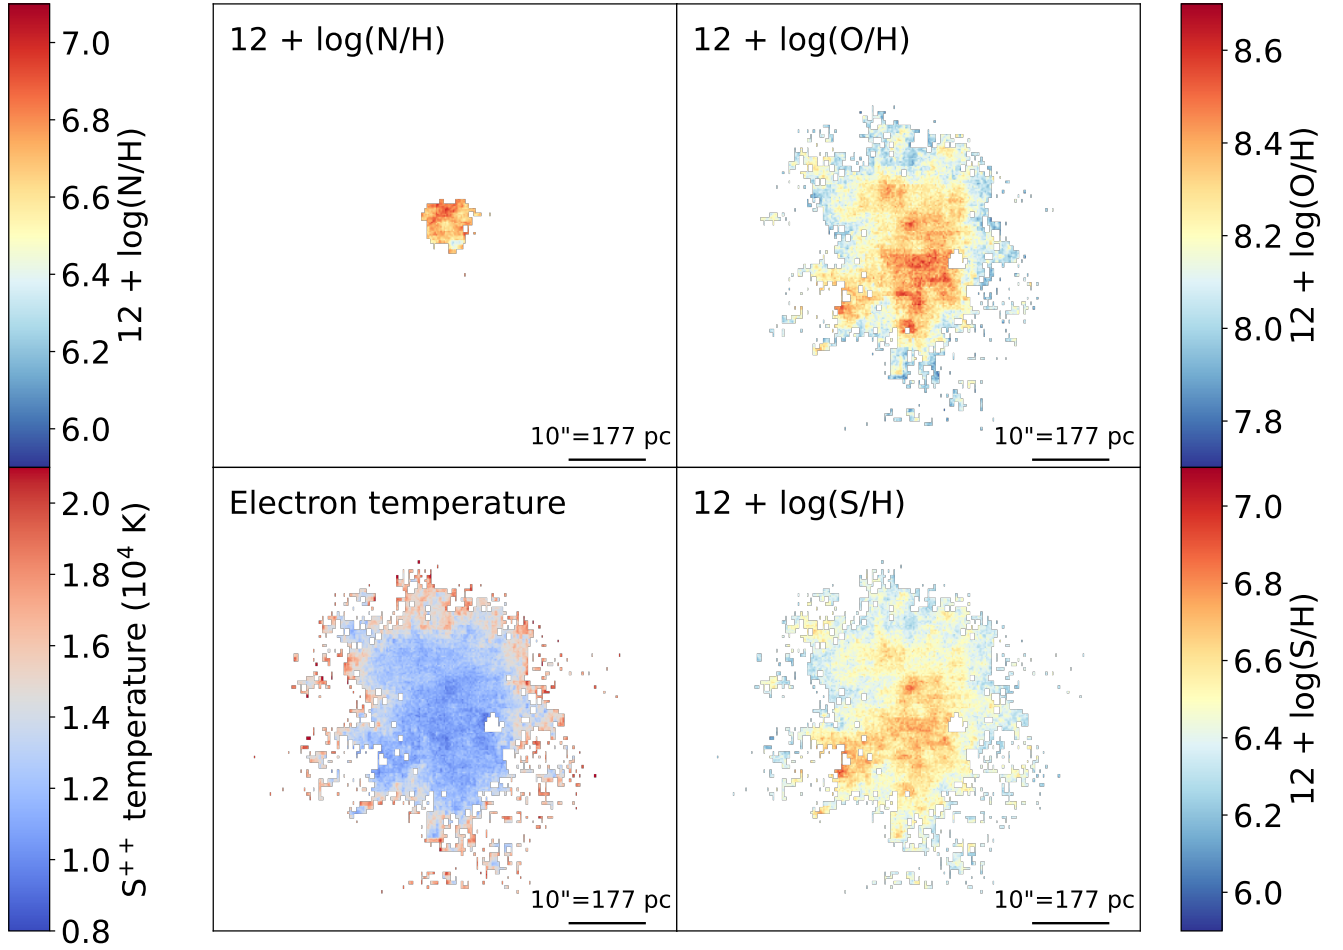 7.0
6.8
6.6
6.4
6.2
6.0
12 + log(N/H)
12 + log(N/H)
10"=177 pc
12 + log(O/H)
10"=177 pc
8.6
8.4
8.2
8.0
7.8
12 + log(O/H)
2.0
1.8
1.6
1.4
1.2
1.0
0.8
S⁺⁺ temperature (10⁴ K)
Electron temperature
10"=177 pc
12 + log(S/H)
10"=177 pc
7.0
6.8
6.6
6.4
6.2
6.0
12 + log(S/H)